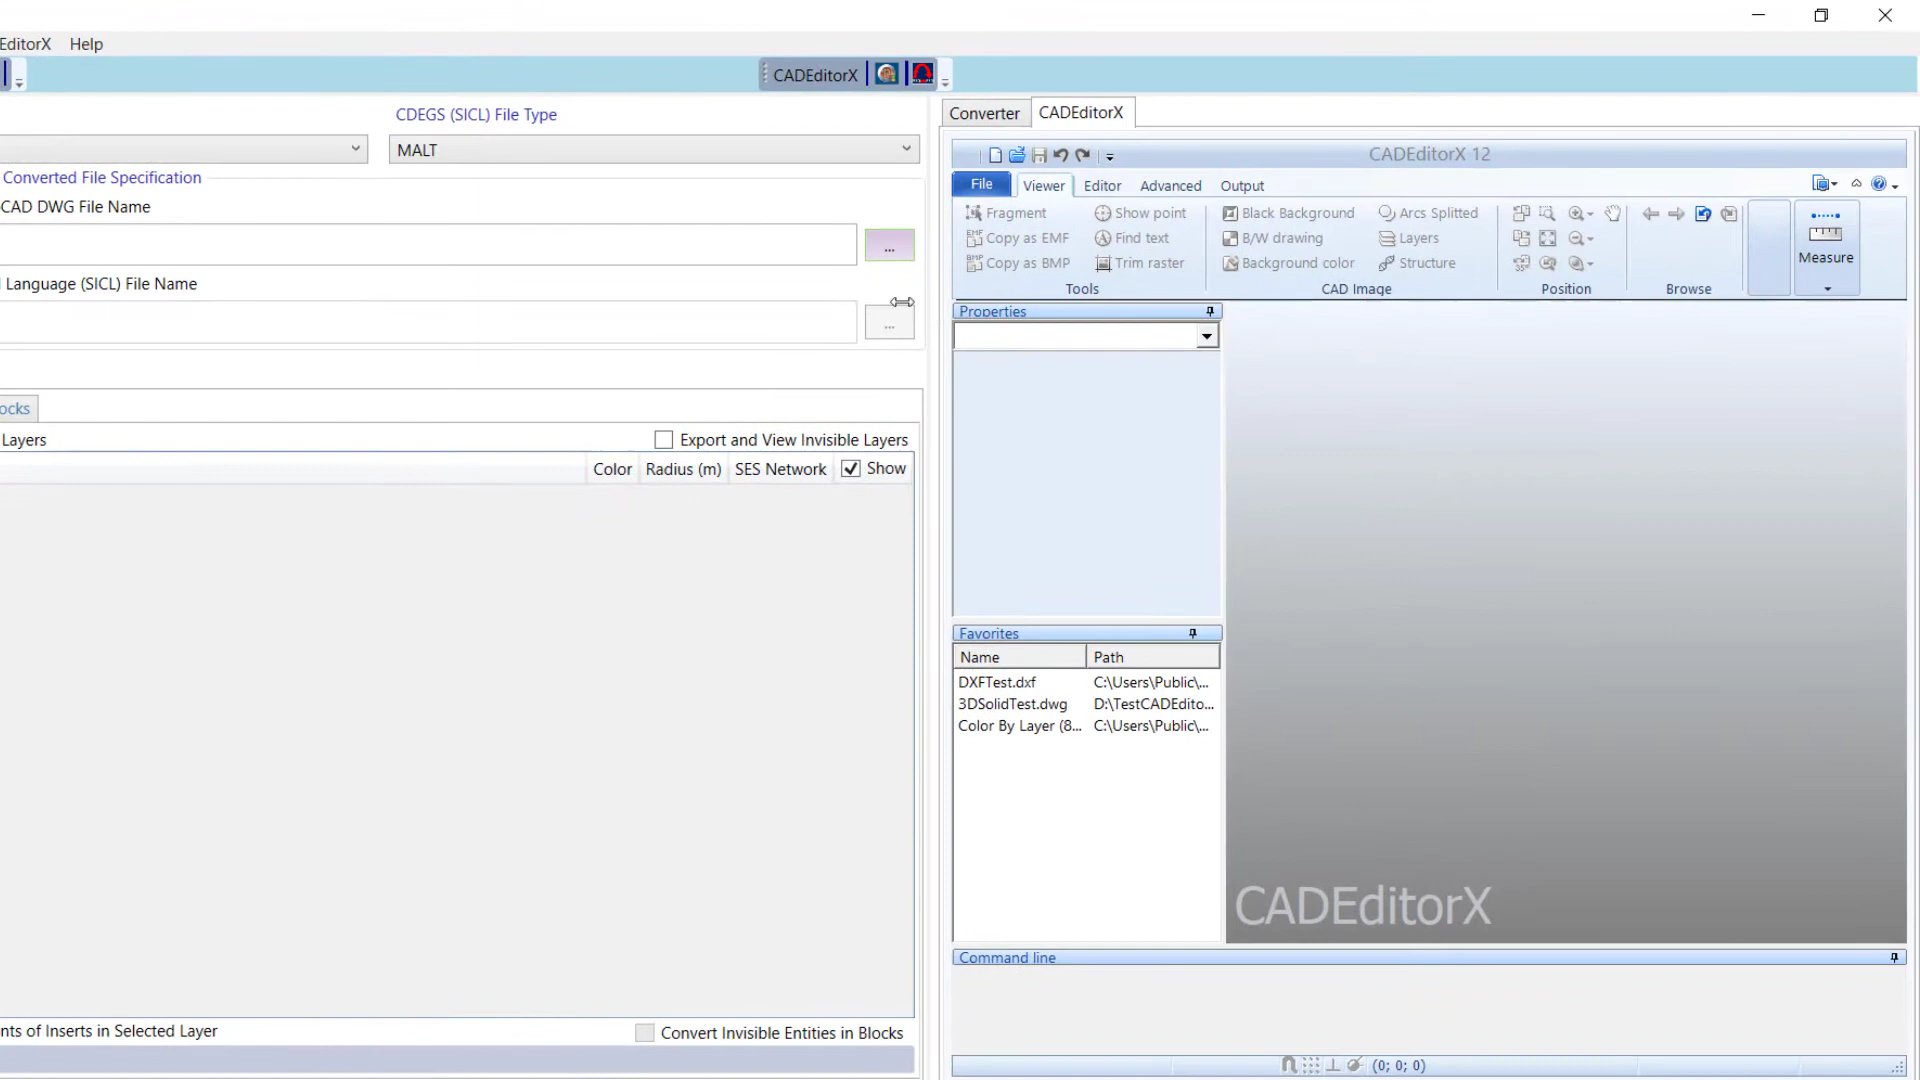 EditorX Help
CADEditorX
CDEGS (SICL) File Type
MALT
Converted File Specification
CAD DWG File Name
...
Language (SICL) File Name
...
ocks
Layers
Export and View Invisible Layers
Color Radius (m) SES Network Show
nts of Inserts in Selected Layer
Convert Invisible Entities in Blocks
Converter CADEditorX
CADEditorX 12
File Viewer Editor Advanced Output
Fragment Show point Black Background Arcs Splitted
Copy as EMF Find text B/W drawing Layers
Copy as BMP Trim raster Background color Structure
Measure
Tools CAD Image Position Browse
Properties
Favorites
Name Path
DXFTest.dxf C:\Users\Public\...
3DSolidTest.dwg D:\TestCADEdito...
Color By Layer (8... C:\Users\Public\...
CADEditorX
Command line
(0; 0; 0)